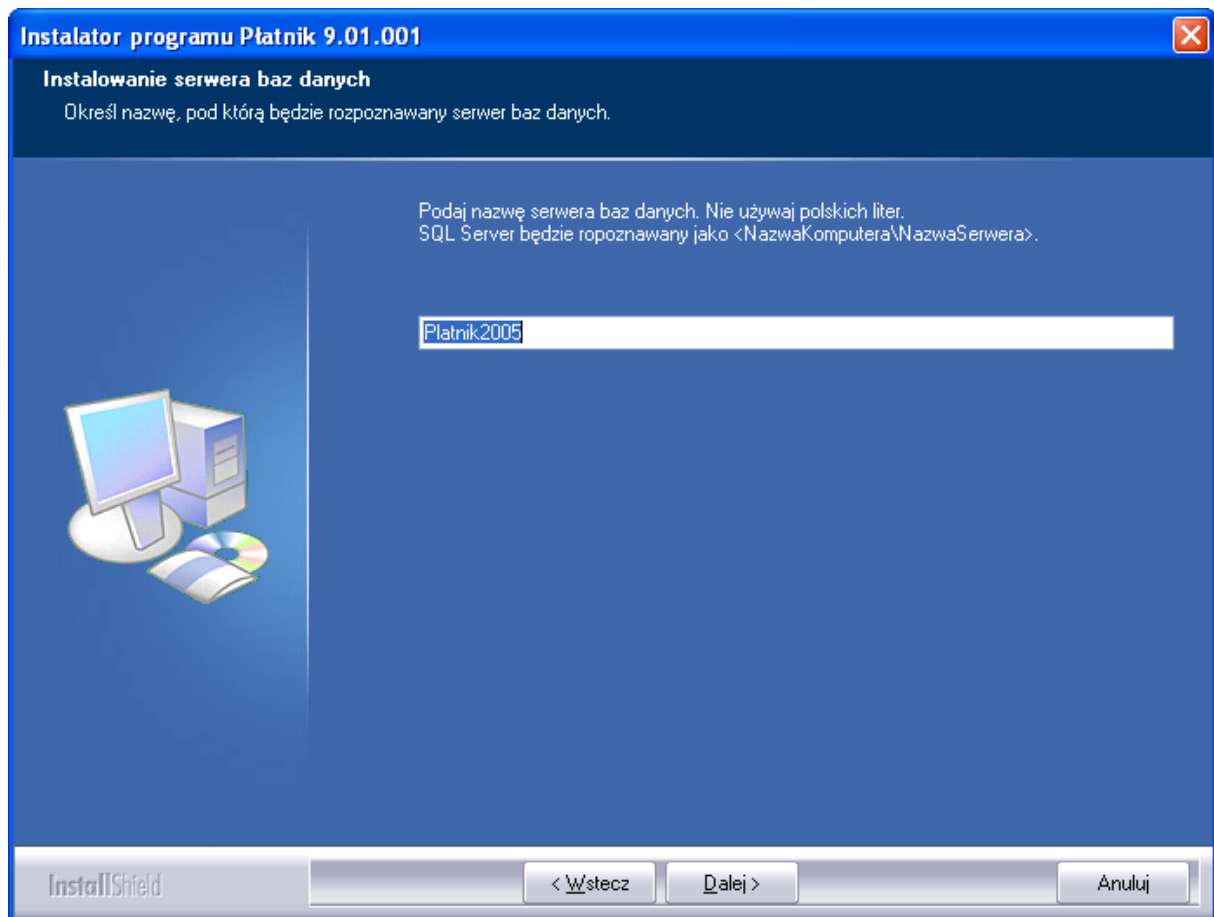 Instalator programu Płatnik 9.01.001
Instalowanie serwera baz danych
Określ nazwę, pod którą będzie rozpoznawany serwer baz danych.
Podaj nazwę serwera baz danych. Nie używaj polskich liter.
SQL Server będzie ropoznawany jako <NazwaKomputera\NazwaSerwera>.
Platnik2005
InstallShield
< Wstecz
Dalej >
Anuluj